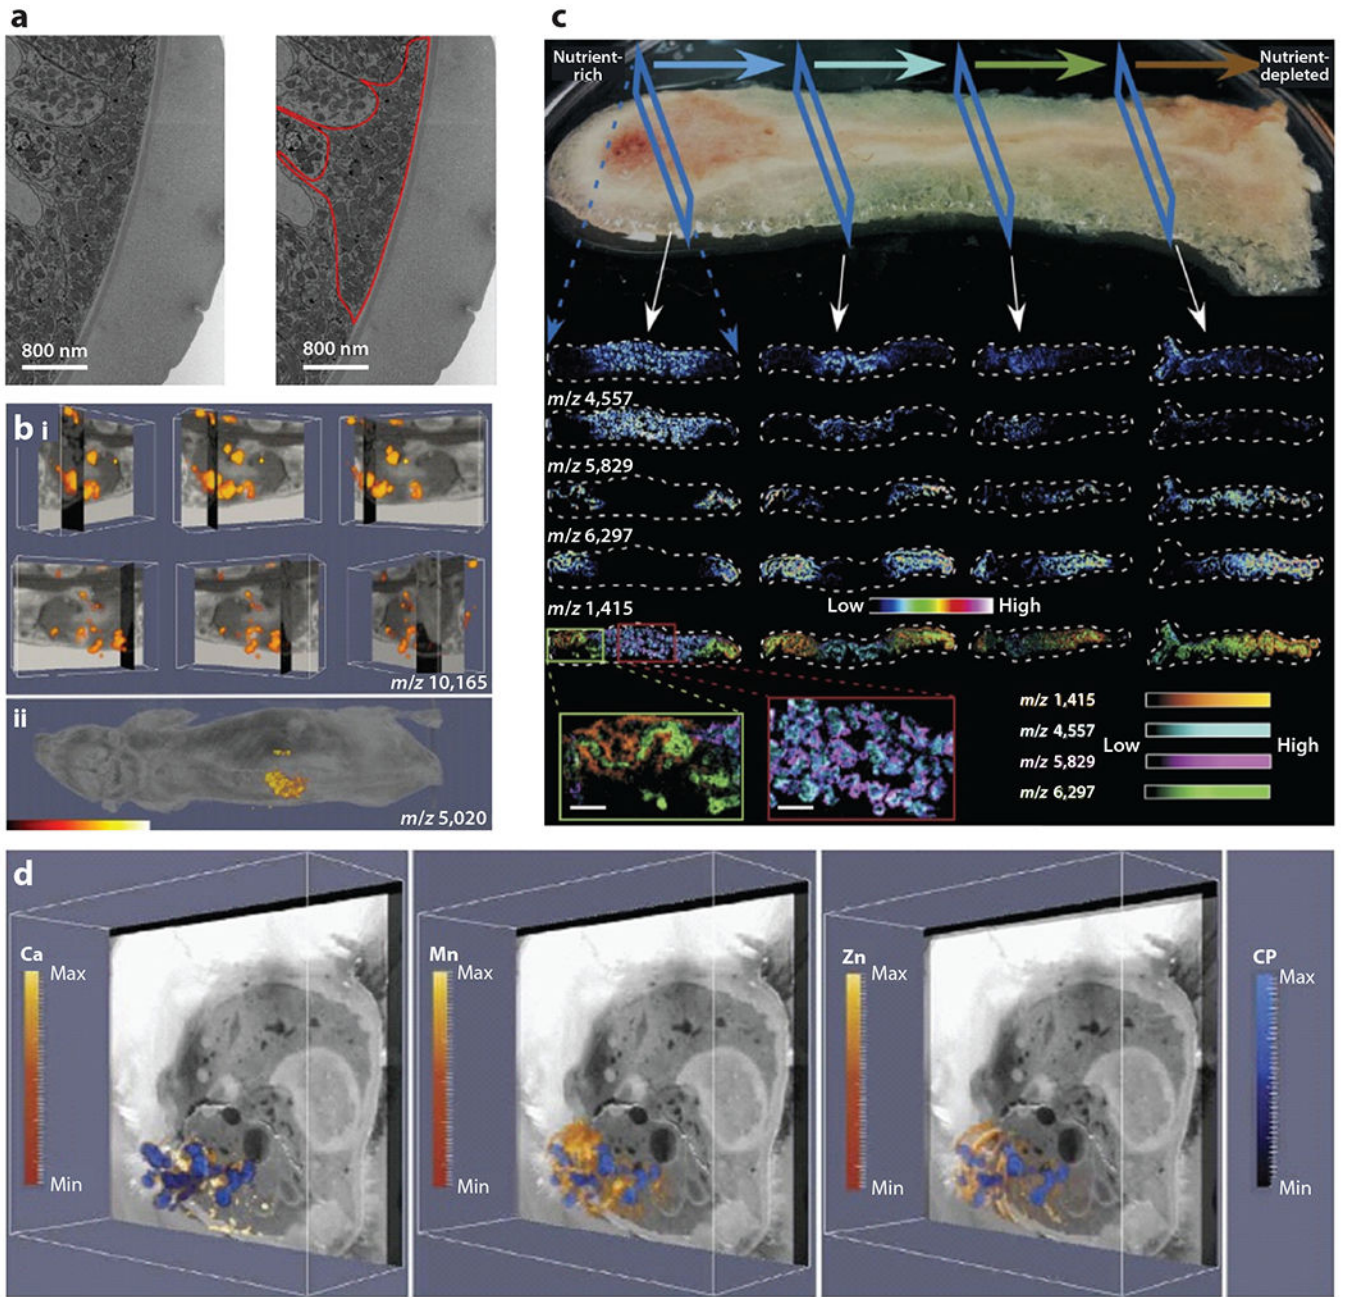 a
800 nm
800 nm
b i
m/z 10,165
ii
m/z 5,020
c
Nutrient-
rich
Nutrient-
depleted
m/z 4,557
m/z 5,829
m/z 6,297
m/z 1,415
Low
High
m/z 1,415
m/z 4,557
m/z 5,829
m/z 6,297
Low
High
d
Ca
Max
Min
Mn
Max
Min
Zn
Max
Min
CP
Max
Min